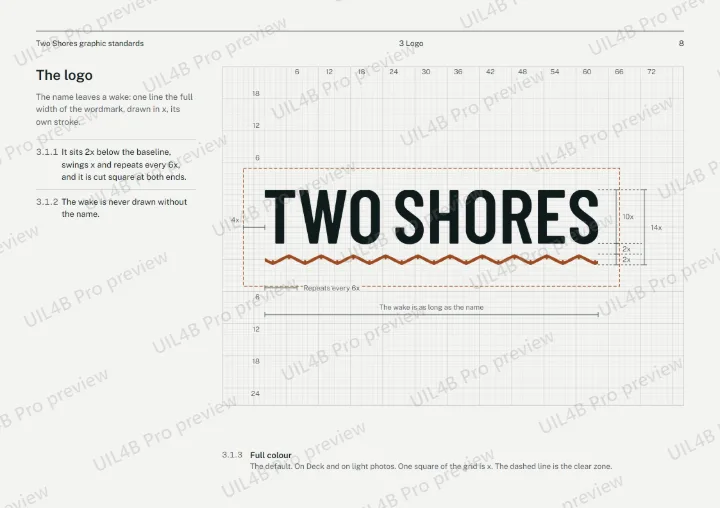 Two Shores graphic standards
3 Logo
8
The logo
The name leaves a wake: one line the full
width of the wordmark, drawn in x, its
own stroke.
3.1.1 It sits 2x below the baseline,
swings x and repeats every 6x,
and it is cut square at both ends.
3.1.2 The wake is never drawn without
the name.
6 12 18 24 30 36 42 48 54 60 66 72
18
12
6
TWO SHORES
4x
10x
14x
2x
2x
Repeats every 6x
6
The wake is as long as the name
12
18
24
3.1.3 Full colour
The default. On Deck and on light photos. One square of the grid is x. The dashed line is the clear zone.
UIL4B Pro preview